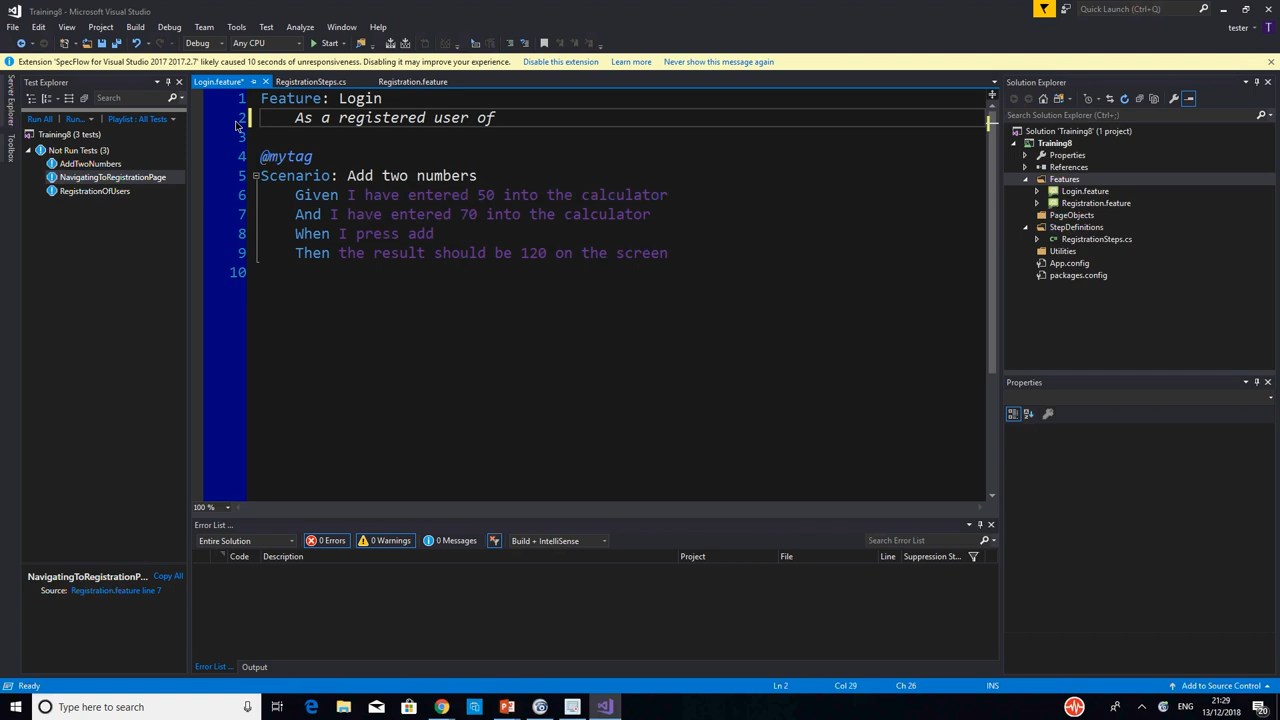 Training8 - Microsoft Visual Studio
Quick Launch (Ctrl+Q)
File Edit View Project Build Debug Team Tools Test Analyze Window Help
tester T
Debug Any CPU Start
Extension 'SpecFlow for Visual Studio 2017 2017.2.7' likely caused 10 seconds of unresponsiveness. Disabling it may improve your experience. Disable this extension Learn more Never show this message again
Server Explorer
Toolbox
Test Explorer
Search
Run All Run... Playlist : All Tests
Training8 (3 tests)
Not Run Tests (3)
AddTwoNumbers
NavigatingToRegistrationPage
RegistrationOfUsers
NavigatingToRegistrationP... Copy All
Source: Registration.feature line 7
Login.feature* RegistrationSteps.cs Registration.feature
1 Feature: Login
2 As a registered user of
3
4 @mytag
5 Scenario: Add two numbers
6 Given I have entered 50 into the calculator
7 And I have entered 70 into the calculator
8 When I press add
9 Then the result should be 120 on the screen
10
100 %
Error List ...
Entire Solution 0 Errors 0 Warnings 0 Messages Build + IntelliSense Search Error List
Code Description Project File Line Suppression St...
Error List ... Output
Solution Explorer
Search Solution Explorer (Ctrl+;)
Solution 'Training8' (1 project)
Training8
Properties
References
Features
Login.feature
Registration.feature
PageObjects
StepDefinitions
RegistrationSteps.cs
Utilities
App.config
packages.config
Properties
Ready Ln 2 Col 29 Ch 26 INS Add to Source Control
Type here to search
ENG
21:29
13/12/2018
20